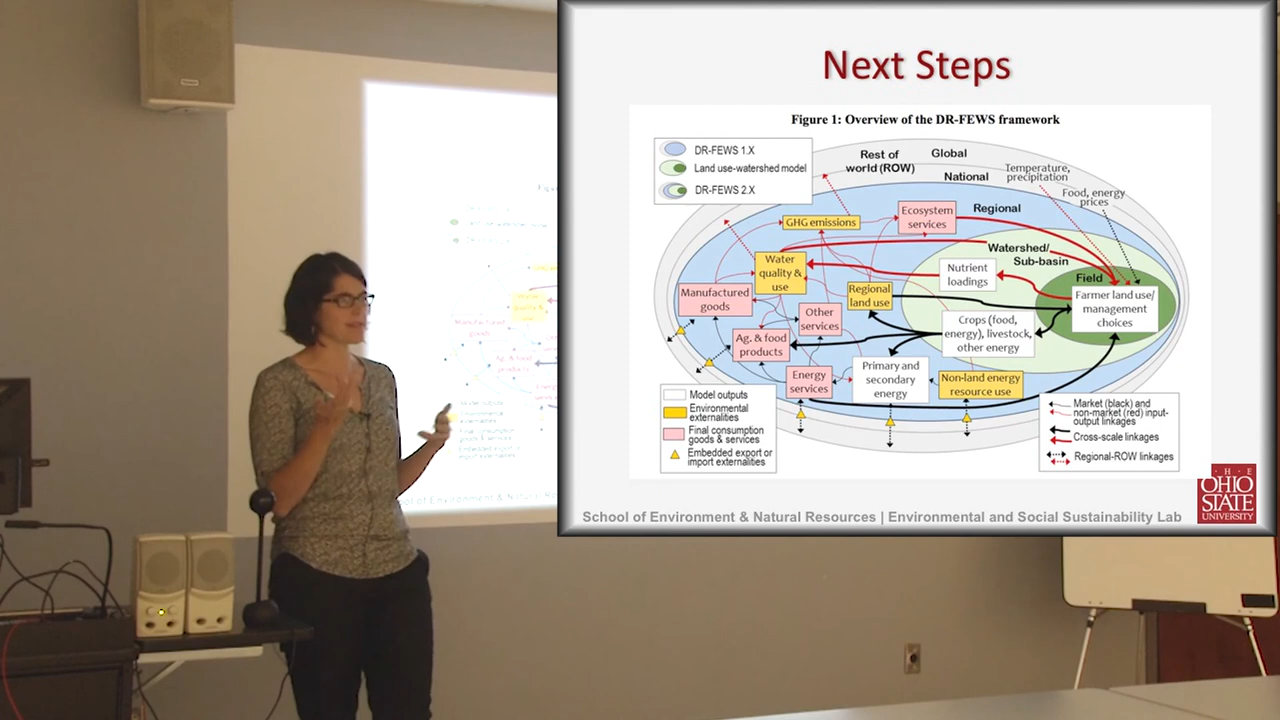 Next Steps
Figure 1: Overview of the DR-FEWS framework
DR-FEWS 1.X
Land use-watershed model
DR-FEWS 2.X
Rest of
world (ROW)
Global
National
Temperature,
precipitation
Food, energy
prices
Regional
GHG emissions
Ecosystem
services
Watershed/
Sub-basin
Water
quality &
use
Nutrient
loadings
Field
Manufactured
goods
Regional
land use
Farmer land use/
management
choices
Other
services
Crops (food,
energy), livestock,
other energy
Ag. & food
products
Energy
services
Primary and
secondary
energy
Non-land energy
resource use
Model outputs
Environmental
externalities
Final consumption
goods & services
Embedded export or
import externalities
Market (black) and
non-market (red) input-
output linkages
Cross-scale linkages
Regional-ROW linkages
School of Environment & Natural Resources | Environmental and Social Sustainability Lab
T · H · E
OHIO
STATE
UNIVERSITY